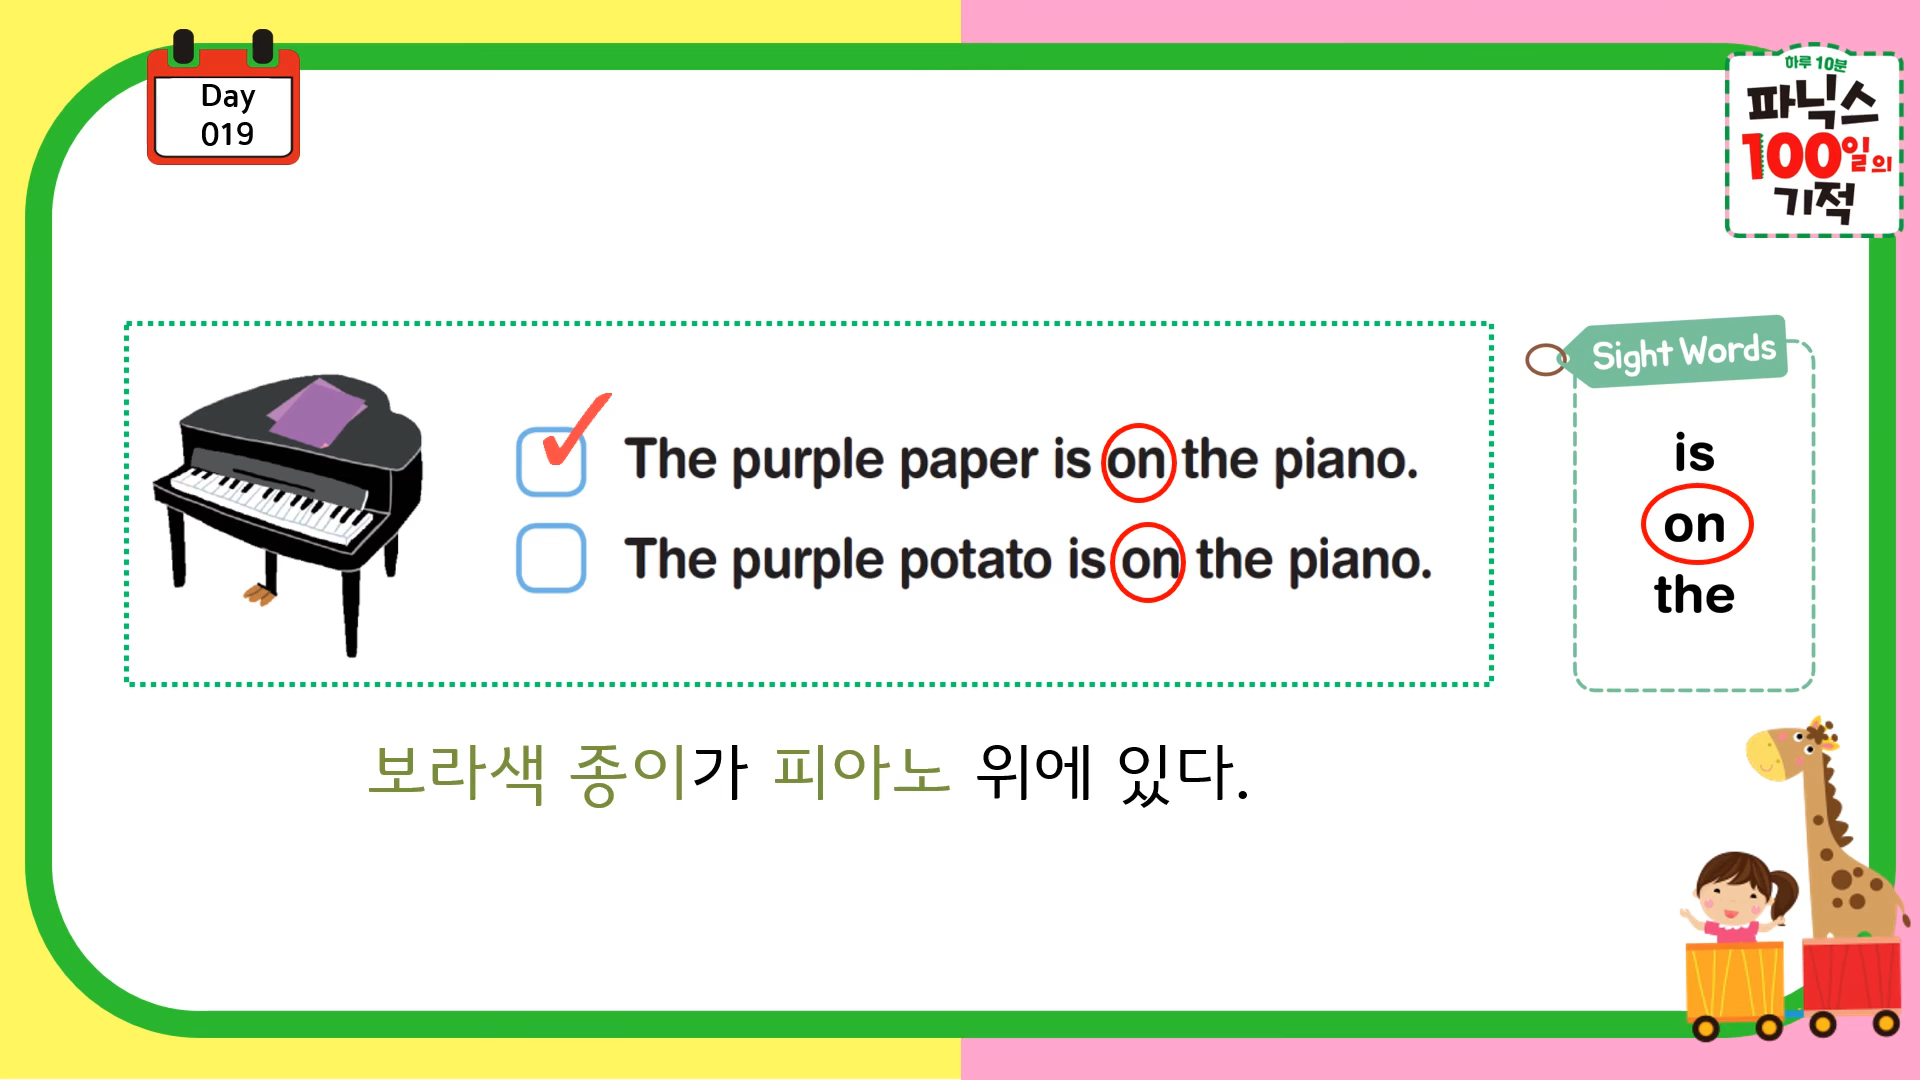 Day
019
하루 10분
파닉스
100일의
기적
The purple paper is on the piano.
The purple potato is on the piano.
Sight Words
is
on
the
보라색 종이가 피아노 위에 있다.